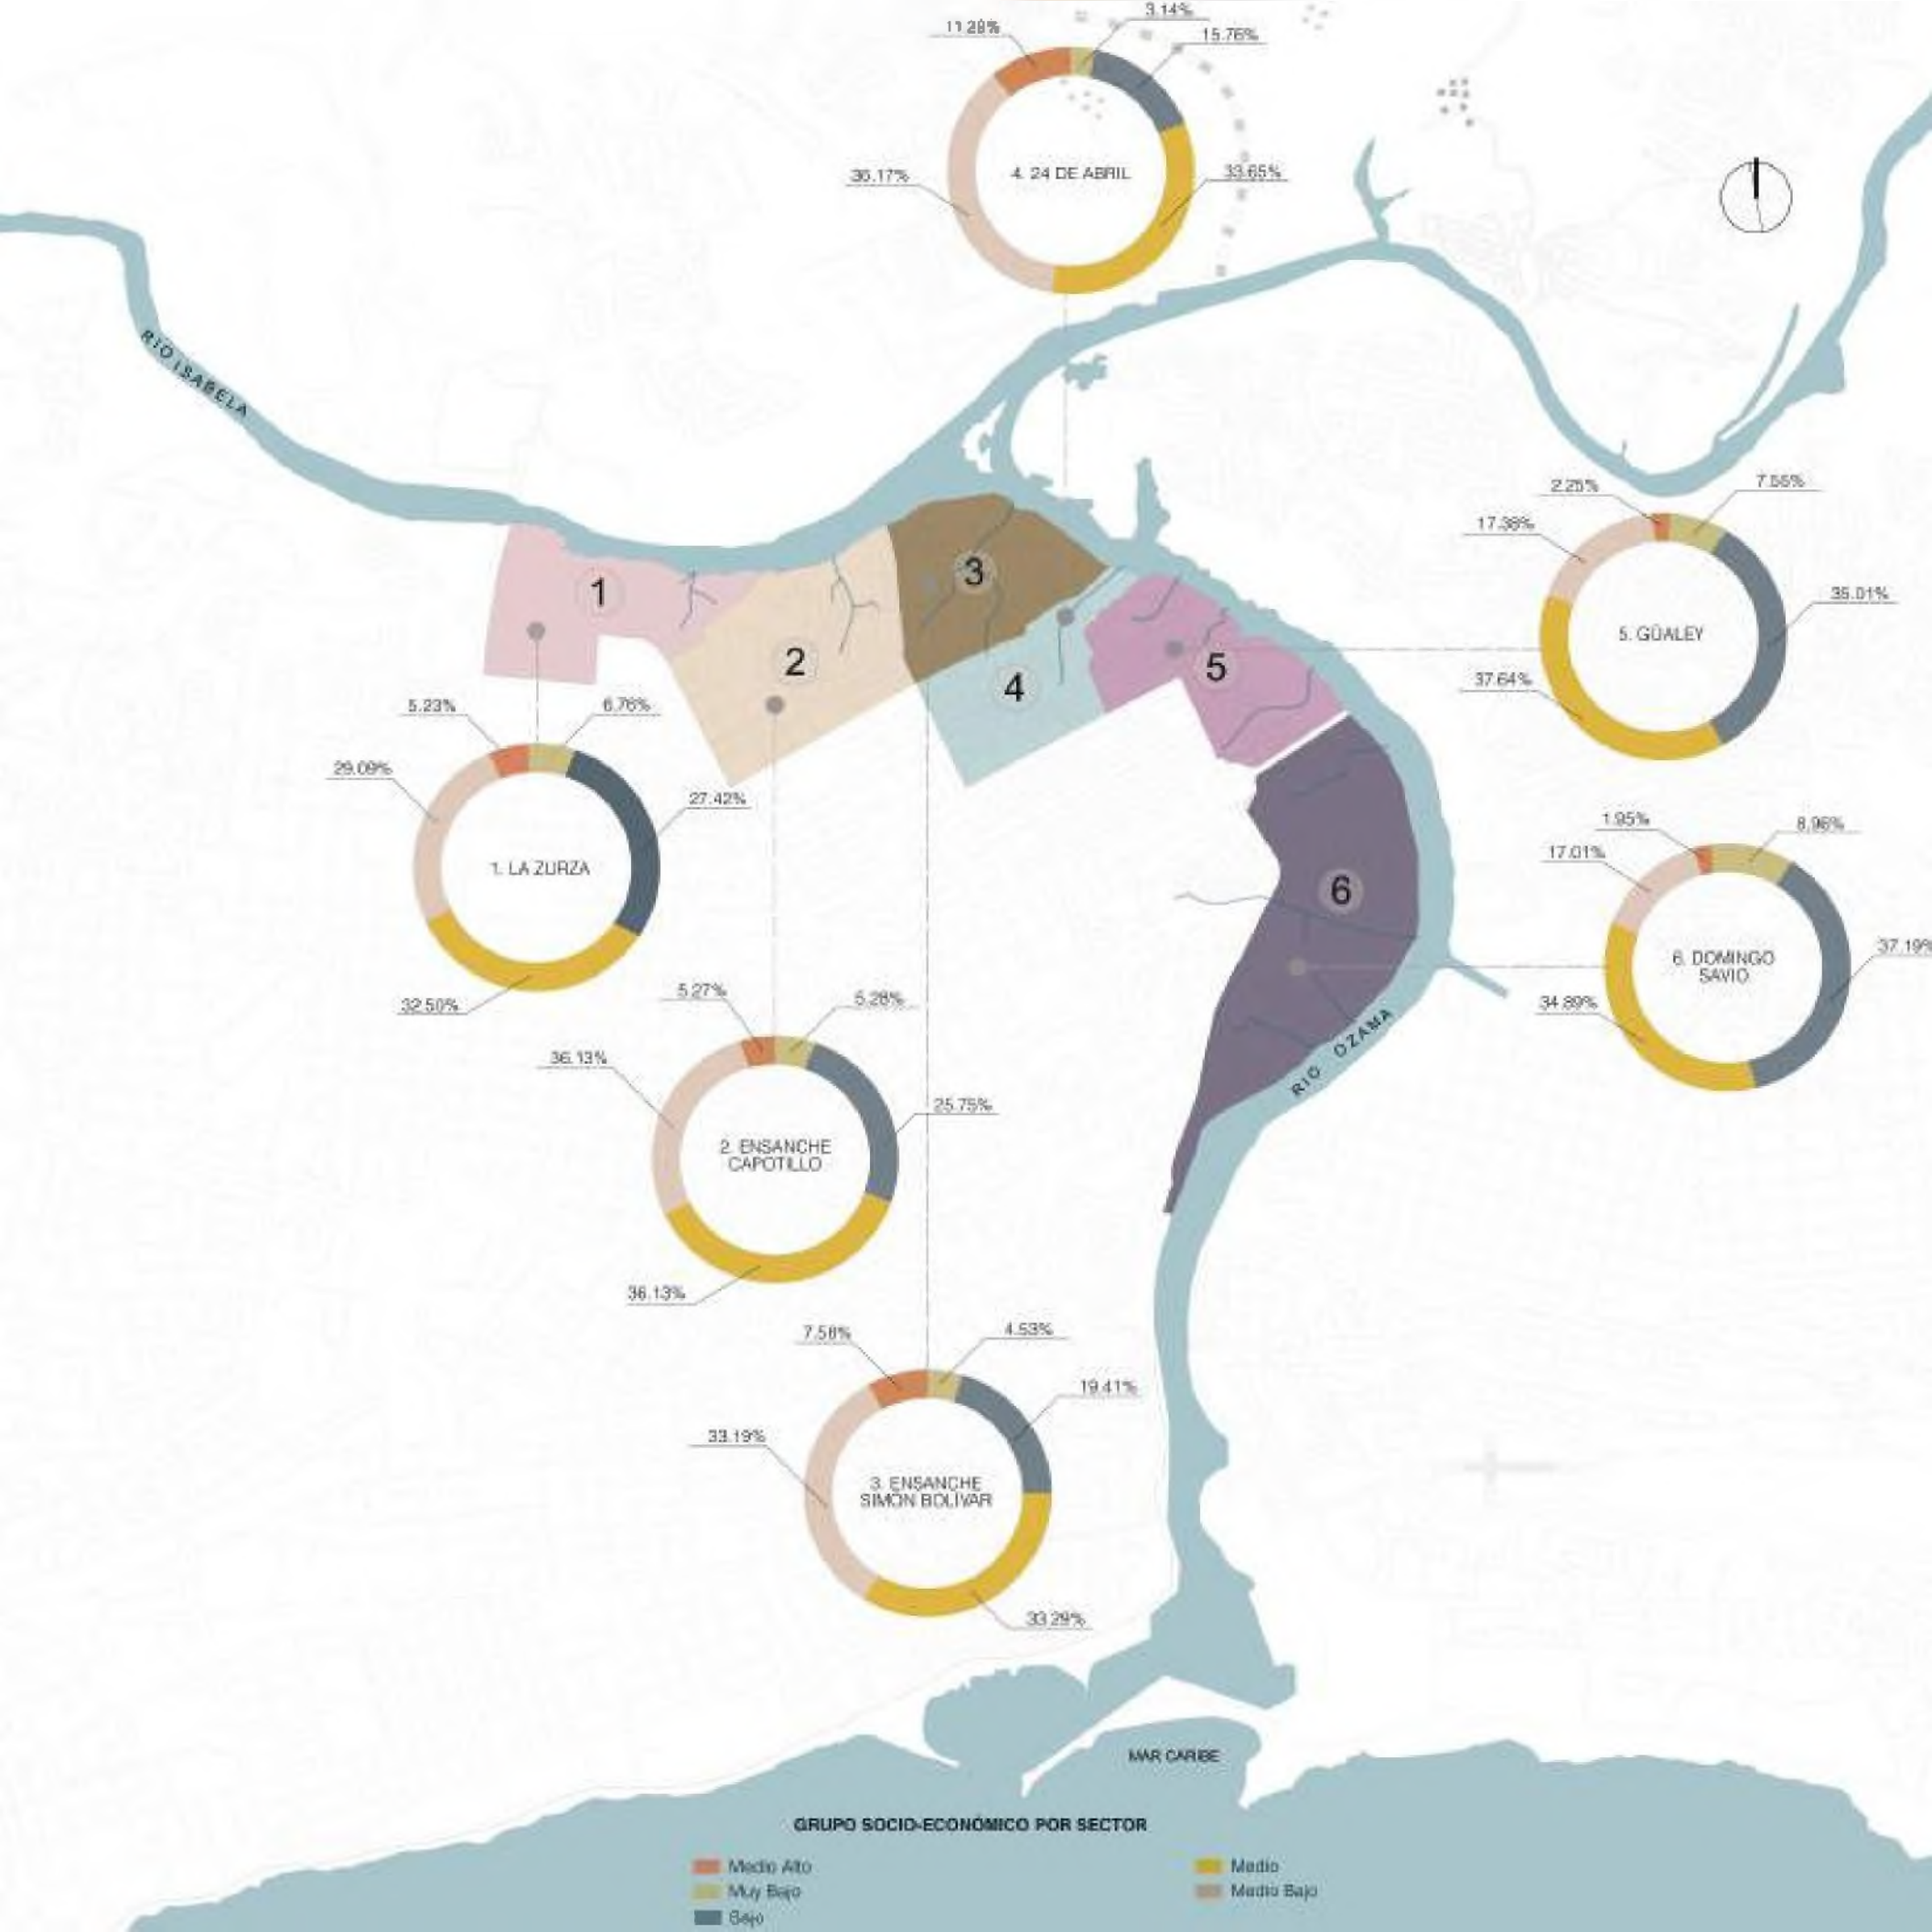 11.28%
3.14%
15.76%
36.17%
4. 24 DE ABRIL
33.65%
RIO ISABELA
2.25%
7.55%
17.38%
35.01%
5. GÜALEY
37.64%
1
2
3
4
5
6
5.23%
6.76%
29.09%
27.42%
1. LA ZURZA
32.50%
1.95%
8.96%
17.01%
37.19%
6. DOMINGO
SAVIO
34.89%
RIO OZAMA
5.27%
5.28%
36.13%
25.75%
2. ENSANCHE
CAPOTILLO
36.13%
7.58%
4.53%
19.41%
33.19%
3. ENSANCHE
SIMÓN BOLÍVAR
33.29%
MAR CARIBE
GRUPO SOCIO-ECONÓMICO POR SECTOR
Medio Alto
Medio
Muy Bajo
Medio Bajo
Bajo